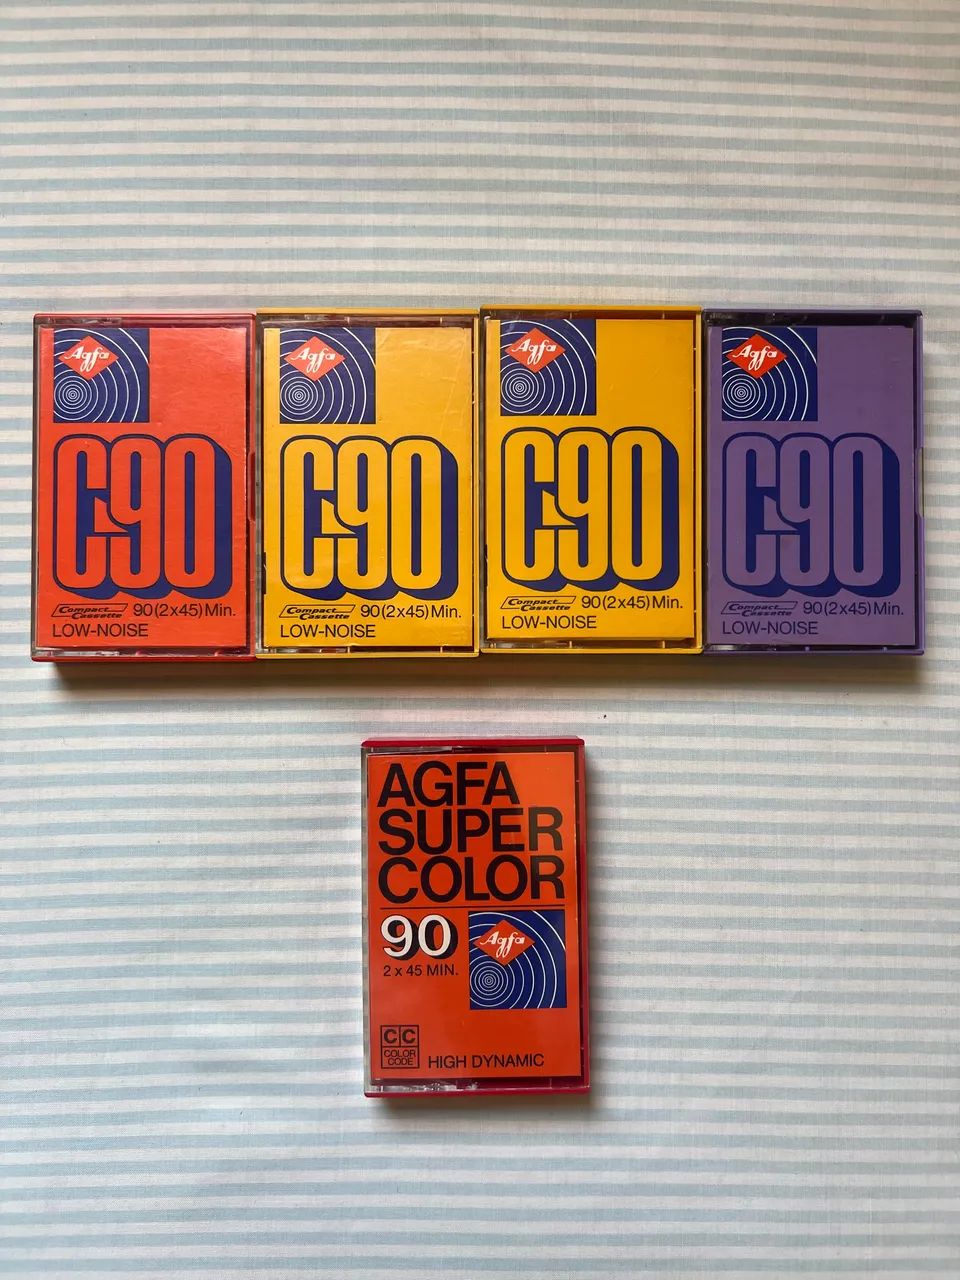 Agfa
C90
Compact Cassette 90 (2x45) Min.
LOW-NOISE
Agfa
C90
Compact Cassette 90 (2x45) Min.
LOW-NOISE
Agfa
C90
Compact Cassette 90 (2x45) Min.
LOW-NOISE
Agfa
C90
Compact Cassette 90 (2x45) Min.
LOW-NOISE
AGFA
SUPER
COLOR
90
2 x 45 MIN.
Agfa
CC
COLOR
CODE
HIGH DYNAMIC